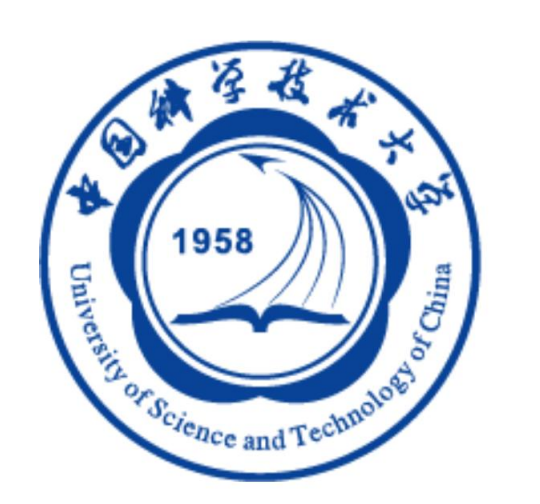 中国科学技术大学
1958
University of Science and Technology of China